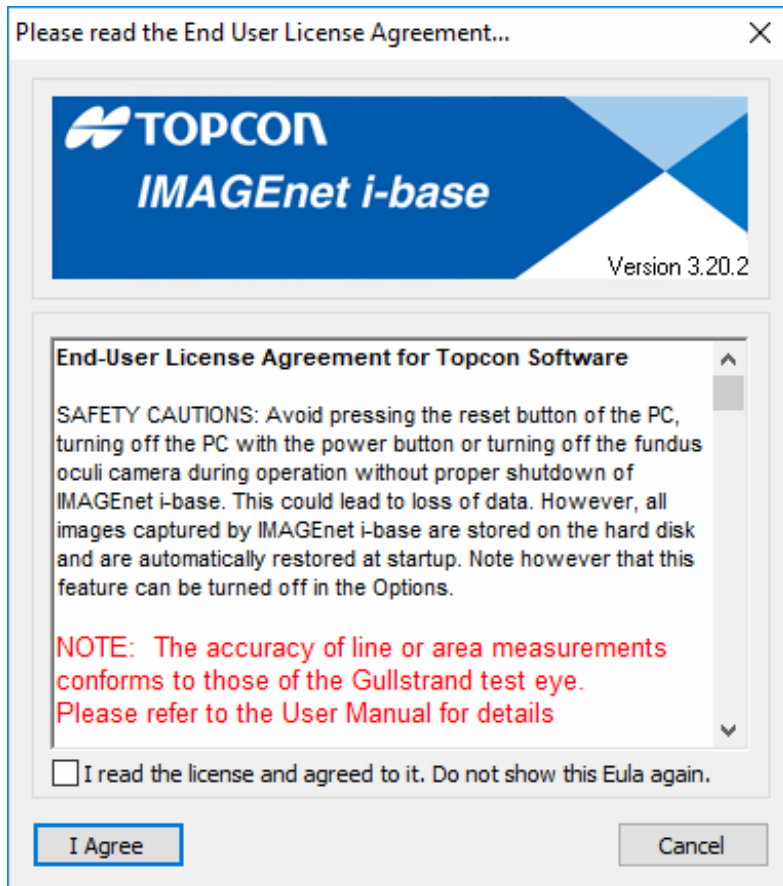 Please read the End User License Agreement...
TOPCON
IMAGEnet i-base
Version 3.20.2
End-User License Agreement for Topcon Software
SAFETY CAUTIONS: Avoid pressing the reset button of the PC,
turning off the PC with the power button or turning off the fundus
oculi camera during operation without proper shutdown of
IMAGEnet i-base. This could lead to loss of data. However, all
images captured by IMAGEnet i-base are stored on the hard disk
and are automatically restored at startup. Note however that this
feature can be turned off in the Options.
NOTE: The accuracy of line or area measurements
conforms to those of the Gullstrand test eye.
Please refer to the User Manual for details
I read the license and agreed to it. Do not show this Eula again.
I Agree
Cancel